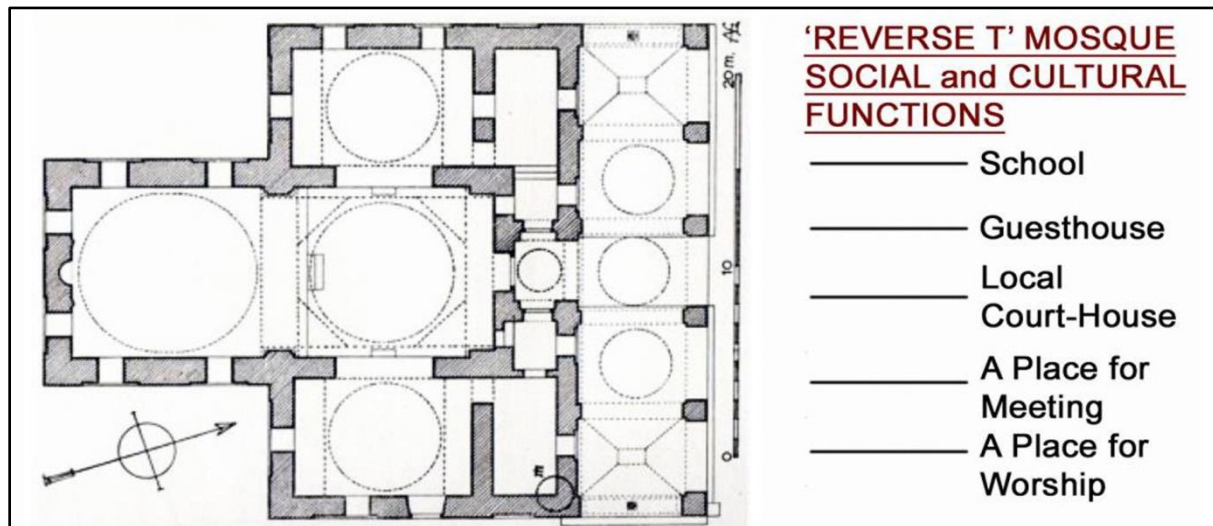 ‘REVERSE T’ MOSQUE
SOCIAL and CULTURAL
FUNCTIONS
School
Guesthouse
Local
Court-House
A Place for
Meeting
A Place for
Worship
20 m.
10
0
m